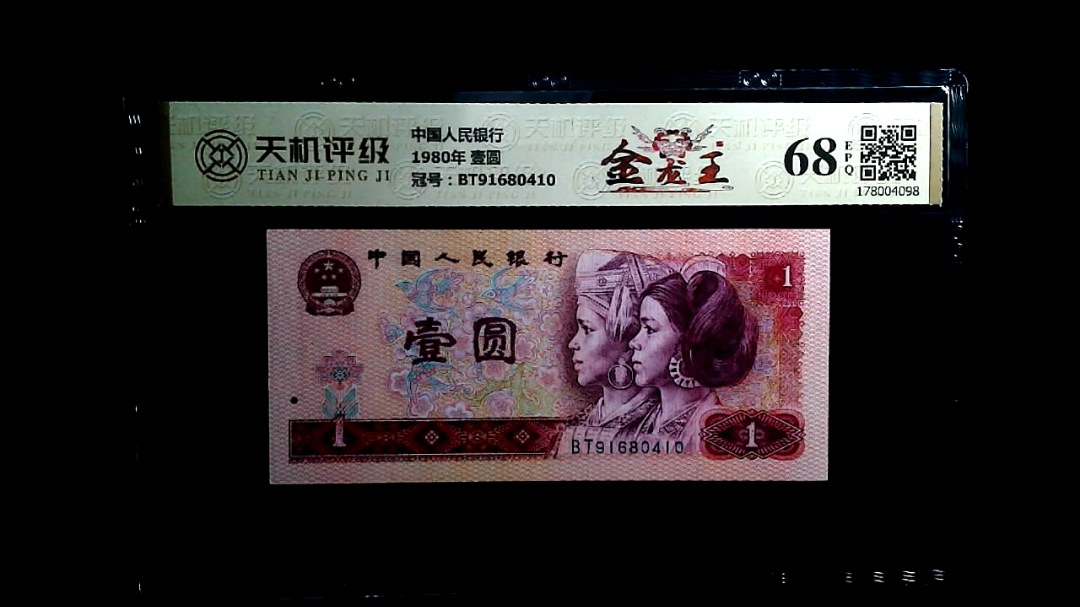 天机评级
TIAN JI PING JI
中国人民银行
1980年 壹圆
冠号：BT91680410
金龙王
68
EPQ
178004098
中国人民银行
1
壹圆
1
BT91680410
1